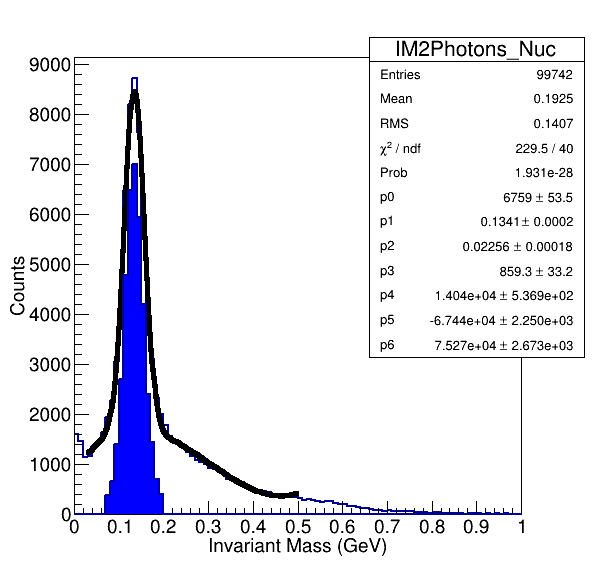 IM2Photons_Nuc
Entries 99742
Mean 0.1925
RMS 0.1407
χ² / ndf 229.5 / 40
Prob 1.931e-28
p0 6759 ± 53.5
p1 0.1341 ± 0.0002
p2 0.02256 ± 0.00018
p3 859.3 ± 33.2
p4 1.404e+04 ± 5.369e+02
p5 -6.744e+04 ± 2.250e+03
p6 7.527e+04 ± 2.673e+03
9000
8000
7000
6000
5000
4000
3000
2000
1000
0
Counts
0 0.1 0.2 0.3 0.4 0.5 0.6 0.7 0.8 0.9 1
Invariant Mass (GeV)